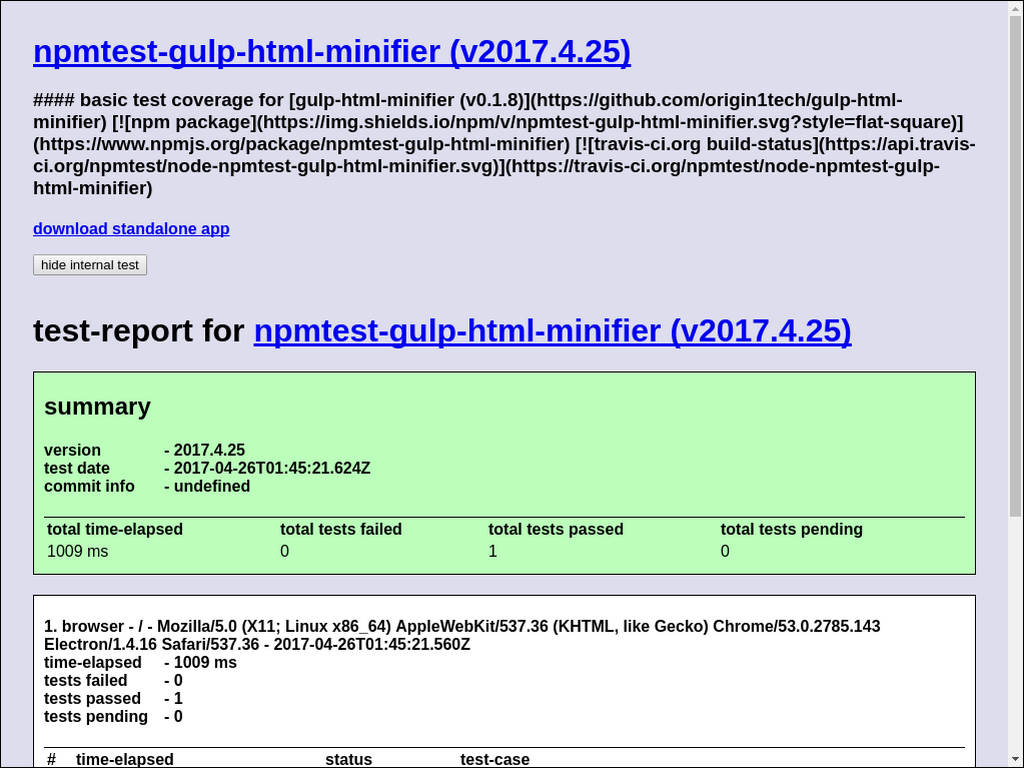 npmtest-gulp-html-minifier (v2017.4.25)
#### basic test coverage for [gulp-html-minifier (v0.1.8)](https://github.com/origin1tech/gulp-html-
minifier) [![npm package](https://img.shields.io/npm/v/npmtest-gulp-html-minifier.svg?style=flat-square)]
(https://www.npmjs.org/package/npmtest-gulp-html-minifier) [![travis-ci.org build-status](https://api.travis-
ci.org/npmtest/node-npmtest-gulp-html-minifier.svg)](https://travis-ci.org/npmtest/node-npmtest-gulp-
html-minifier)
download standalone app
hide internal test
test-report for npmtest-gulp-html-minifier (v2017.4.25)
summary
version - 2017.4.25
test date - 2017-04-26T01:45:21.624Z
commit info - undefined
total time-elapsed total tests failed total tests passed total tests pending
1009 ms 0 1 0
1. browser - / - Mozilla/5.0 (X11; Linux x86_64) AppleWebKit/537.36 (KHTML, like Gecko) Chrome/53.0.2785.143
Electron/1.4.16 Safari/537.36 - 2017-04-26T01:45:21.560Z
time-elapsed - 1009 ms
tests failed - 0
tests passed - 1
tests pending - 0
# time-elapsed status test-case